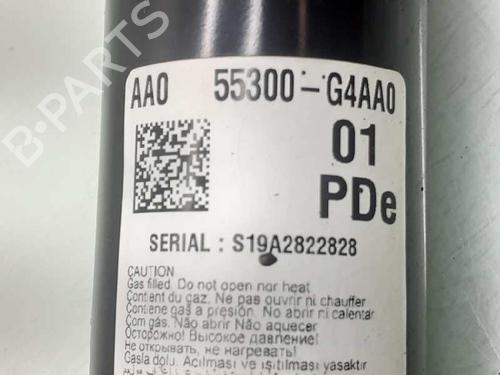 B-PARTS
AA0 55300-G4AA0
01
PDe
SERIAL : S19A2822828
CAUTION
Gas filled. Do not open nor heat
Contient du gaz. Ne pas ouvrir ni chauffer
Contiene gas a presión. No abrir ni calentar
Com gás. Não abrir Não aquecer
Осторожно! Высокое давление!
Не открывать, не нагревать!
Gasla dolu. Açılması ve ısıtılması yasaktır